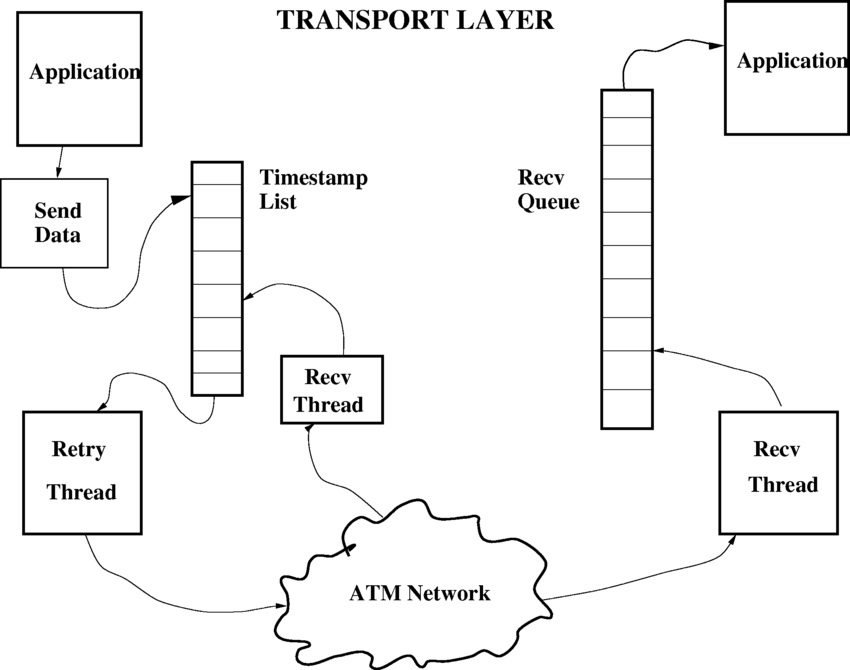 TRANSPORT LAYER
Application
Send
Data
Timestamp
List
Recv
Thread
Retry
Thread
ATM Network
Recv
Queue
Application
Recv
Thread